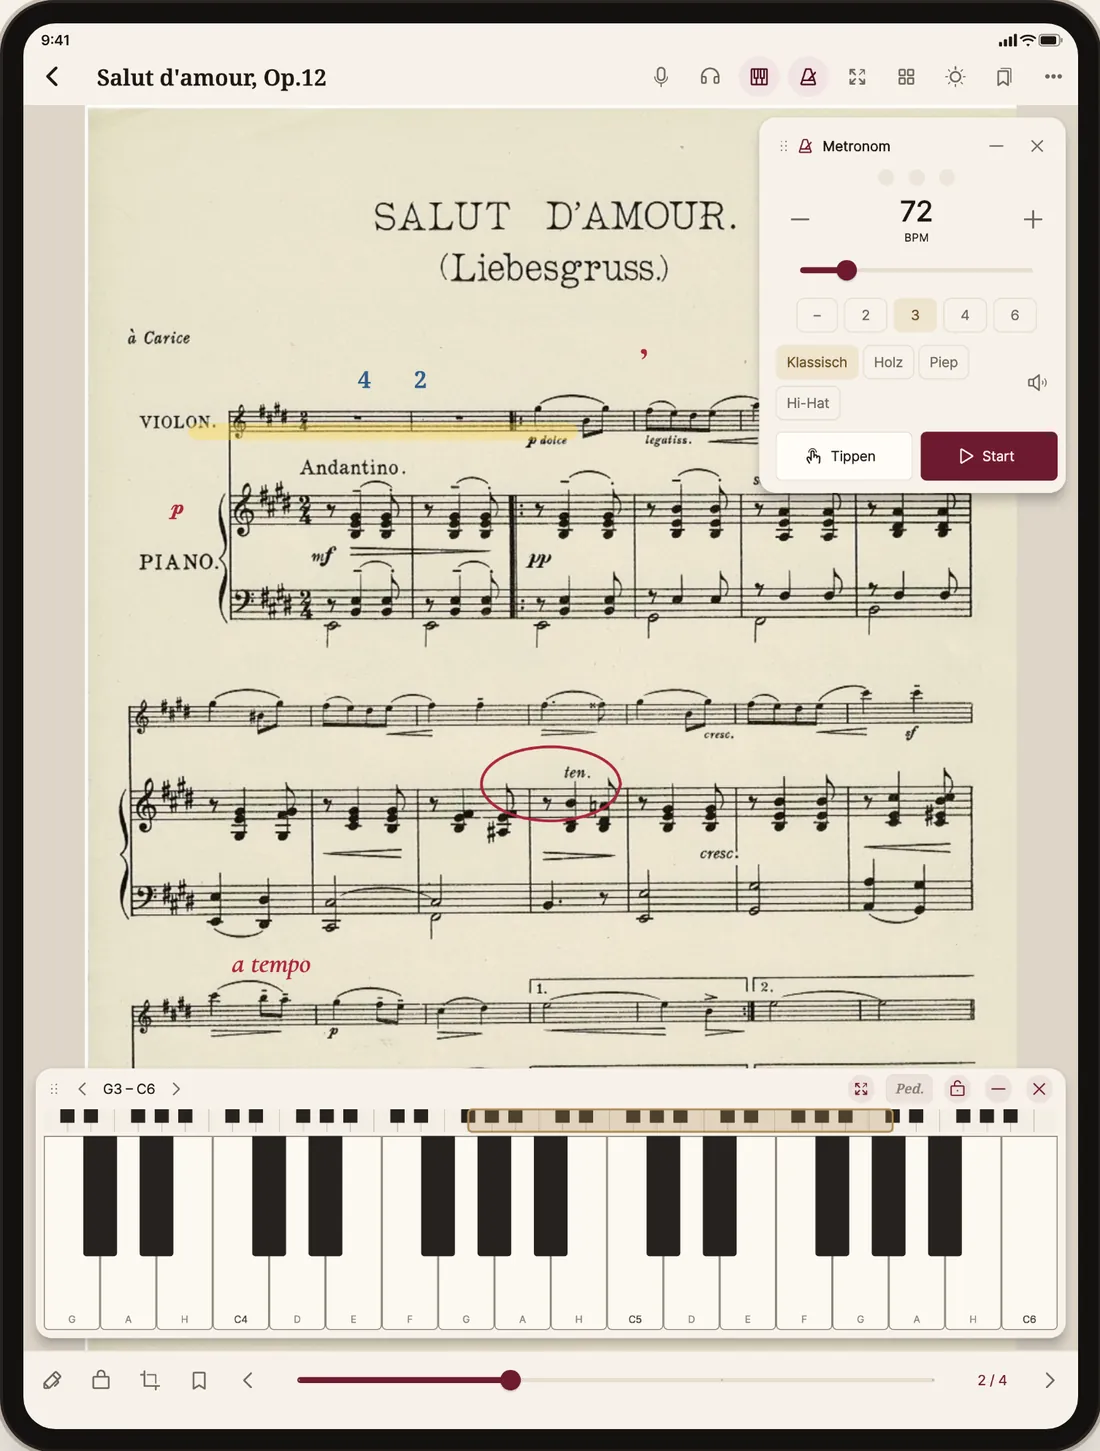 9:41
Salut d'amour, Op.12
Metronom
72
BPM
– 2 3 4 6
Klassisch Holz Piep
Hi-Hat
Tippen Start
SALUT D'AMOUR.
(Liebesgruss.)
à Carice
,
4 2
VIOLON.
p dolce legatiss.
Andantino.
p
PIANO.
mf pp
cresc. sf
ten.
cresc.
a tempo
1. 2.
p
G3 – C6
Ped.
G A H C4 D E F G A H C5 D E F G A H C6
2 / 4